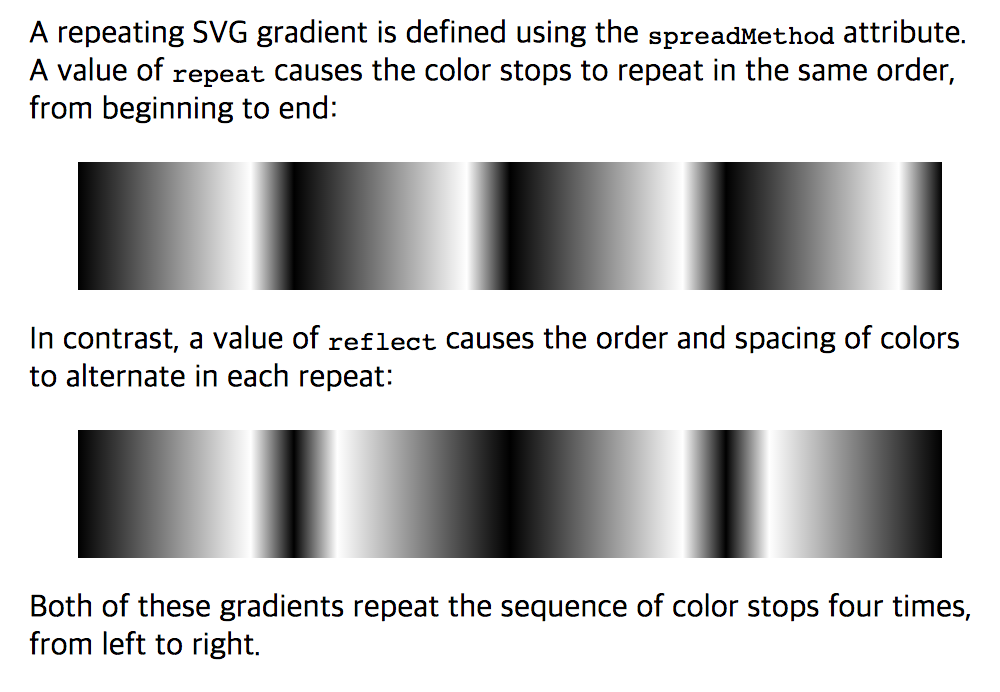 A repeating SVG gradient is defined using the spreadMethod attribute.
A value of repeat causes the color stops to repeat in the same order,
from beginning to end:
In contrast, a value of reflect causes the order and spacing of colors
to alternate in each repeat:
Both of these gradients repeat the sequence of color stops four times,
from left to right.